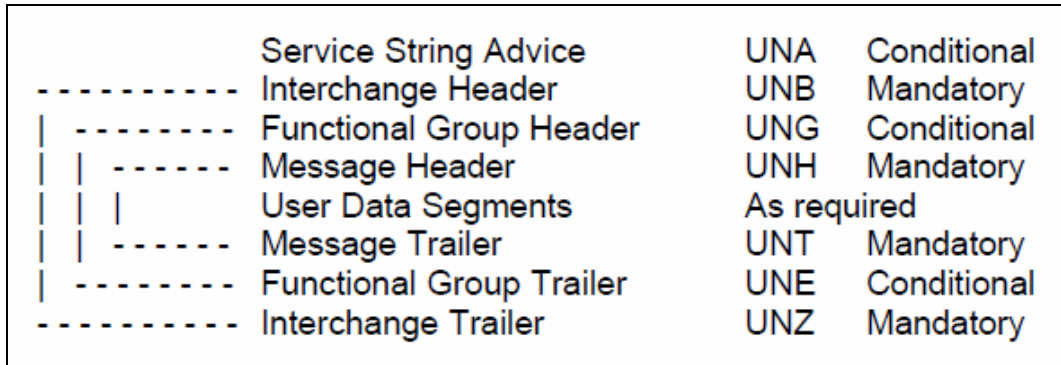 Service String Advice UNA Conditional
---------- Interchange Header UNB Mandatory
| -------- Functional Group Header UNG Conditional
| | ------ Message Header UNH Mandatory
| | | User Data Segments As required
| | ------ Message Trailer UNT Mandatory
| -------- Functional Group Trailer UNE Conditional
---------- Interchange Trailer UNZ Mandatory